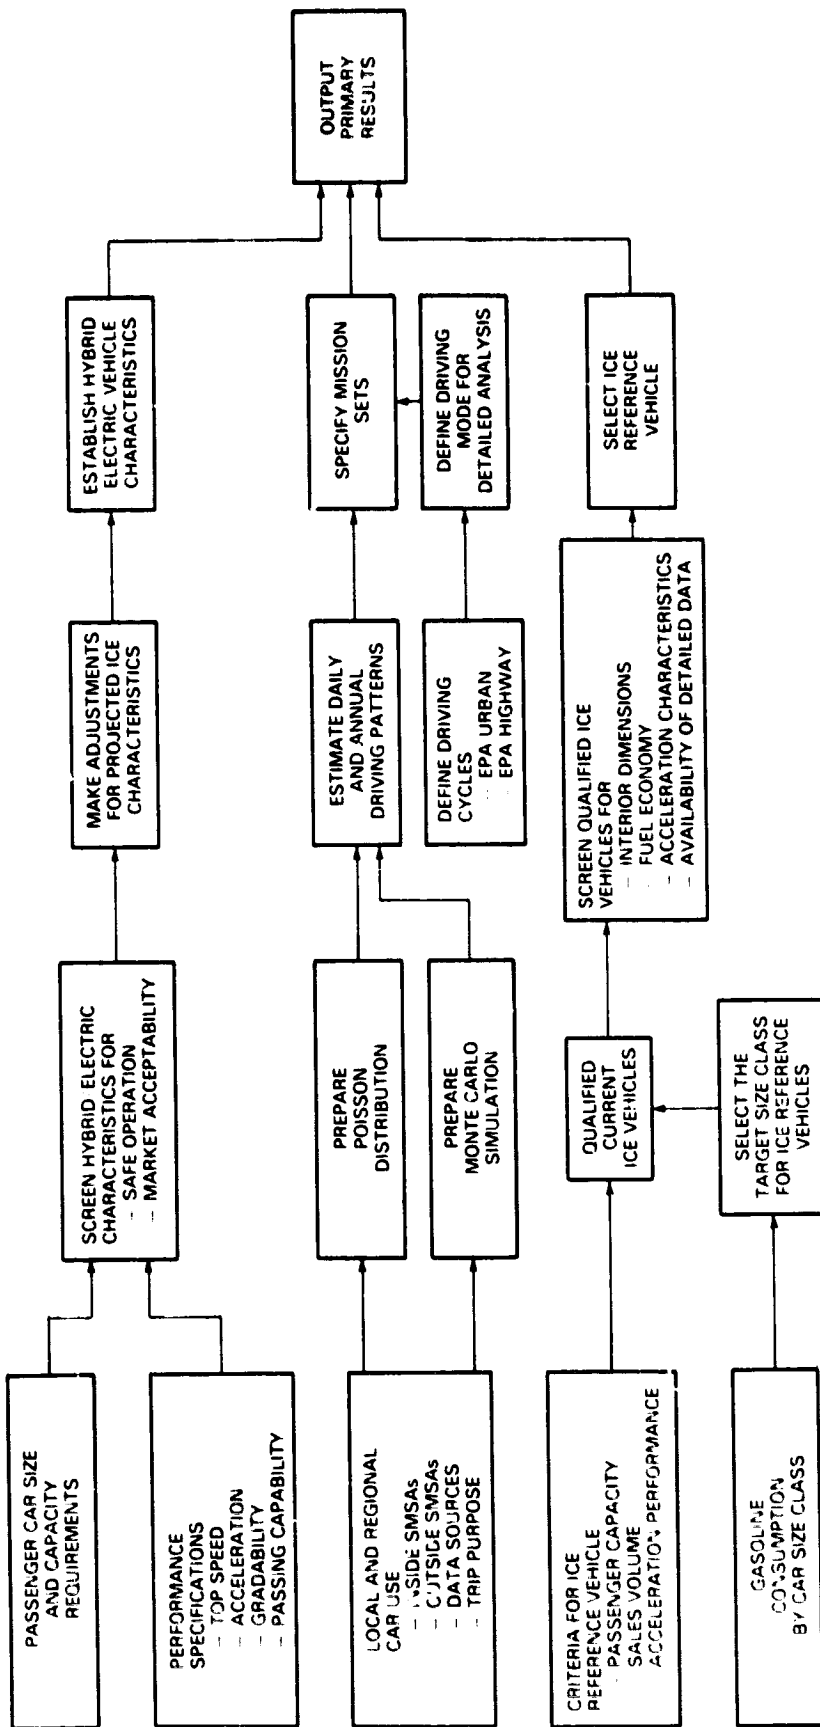 PASSENGER CAR SIZE
AND CAPACITY
REQUIREMENTS
PERFORMANCE
SPECIFICATIONS
– TOP SPEED
– ACCELERATION
– GRADABILITY
– PASSING CAPABILITY
SCREEN HYBRID ELECTRIC
CHARACTERISTICS FOR
– SAFE OPERATION
– MARKET ACCEPTABILITY
MAKE ADJUSTMENTS
FOR PROJECTED ICE
CHARACTERISTICS
ESTABLISH HYBRID
ELECTRIC VEHICLE
CHARACTERISTICS
LOCAL AND REGIONAL
CAR USE
– INSIDE SMSAs
– OUTSIDE SMSAs
– DATA SOURCES
– TRIP PURPOSE
PREPARE
POISSON
DISTRIBUTION
PREPARE
MONTE CARLO
SIMULATION
ESTIMATE DAILY
AND ANNUAL
DRIVING PATTERNS
DEFINE DRIVING
CYCLES
– EPA URBAN
– EPA HIGHWAY
SPECIFY MISSION
SETS
DEFINE DRIVING
MODE FOR
DETAILED ANALYSIS
OUTPUT
PRIMARY
RESULTS
CRITERIA FOR ICE
REFERENCE VEHICLE
– PASSENGER CAPACITY
SALES VOLUME
ACCELERATION PERFORMANCE
GASOLINE
CONSUMPTION
BY CAR SIZE CLASS
QUALIFIED
CURRENT
ICE VEHICLES
SELECT THE
TARGET SIZE CLASS
FOR ICE REFERENCE
VEHICLES
SCREEN QUALIFIED ICE
VEHICLES FOR
– INTERIOR DIMENSIONS
– FUEL ECONOMY
– ACCELERATION CHARACTERISTICS
– AVAILABILITY OF DETAILED DATA
SELECT ICE
REFERENCE
VEHICLE